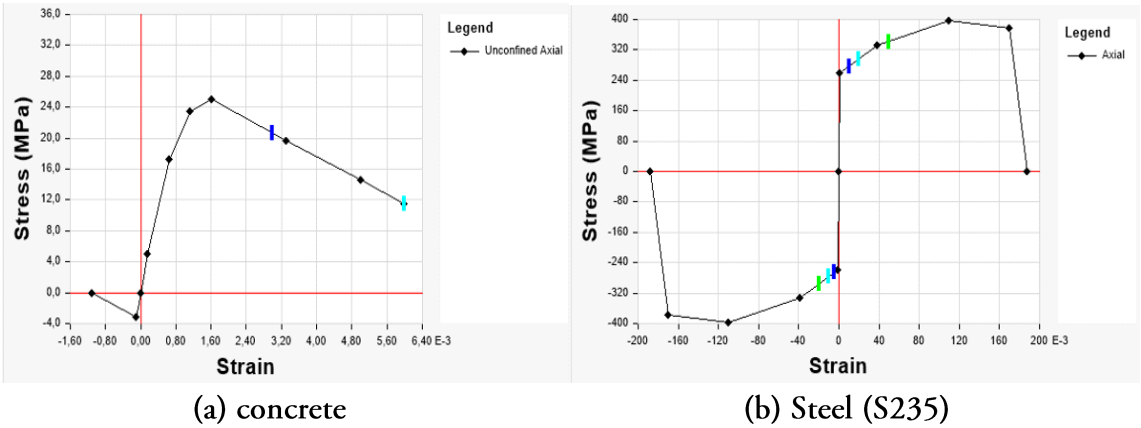 36,0
32,0
28,0
24,0
20,0
16,0
12,0
8,0
4,0
0,0
-4,0
Stress (MPa)
-1,60 -0,80 0,00 0,80 1,60 2,40 3,20 4,00 4,80 5,60 6,40 E-3
Strain
Legend
Unconfined Axial
(a) concrete
400
320
240
160
80
0
-80
-160
-240
-320
-400
Stress (MPa)
-200 -160 -120 -80 -40 0 40 80 120 160 200 E-3
Strain
Legend
Axial
(b) Steel (S235)